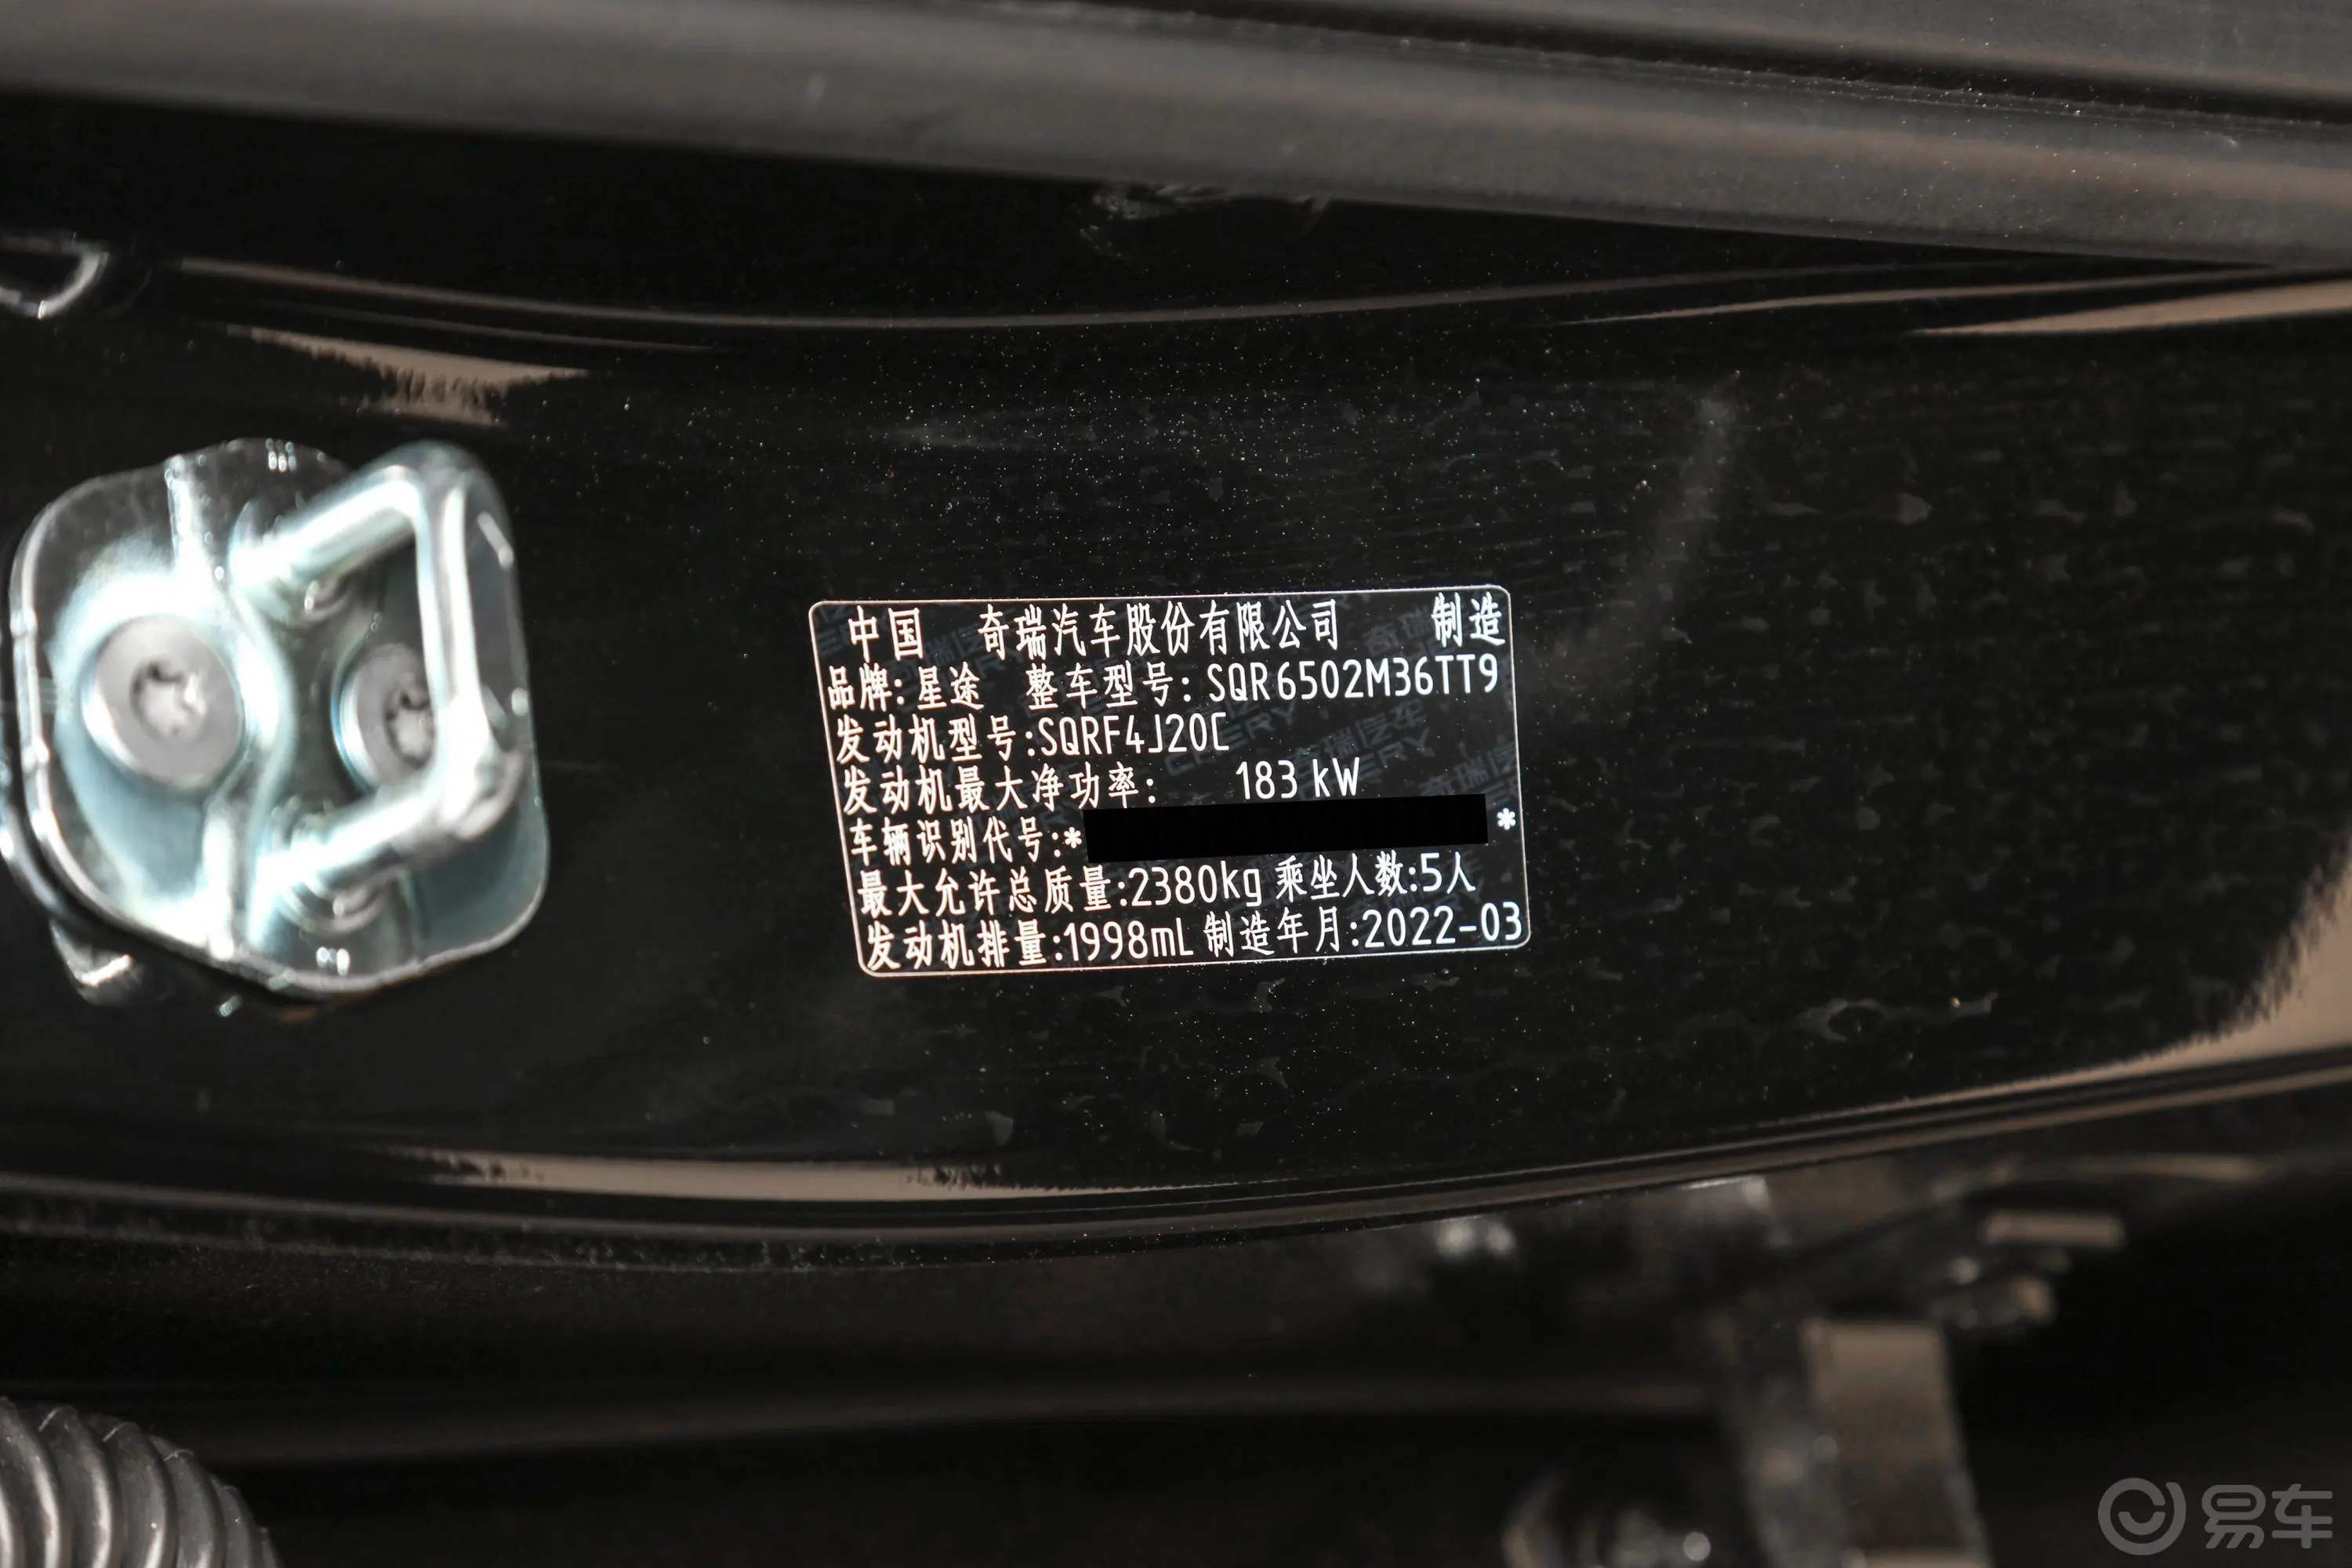 中国 奇瑞汽车股份有限公司 制造
品牌:星途 整车型号:SQR6502M36TT9
发动机型号:SQRF4J20C
发动机最大净功率: 183 kW
车辆识别代号:* *
最大允许总质量:2380kg 乘坐人数:5人
发动机排量:1998mL 制造年月:2022-03
易车